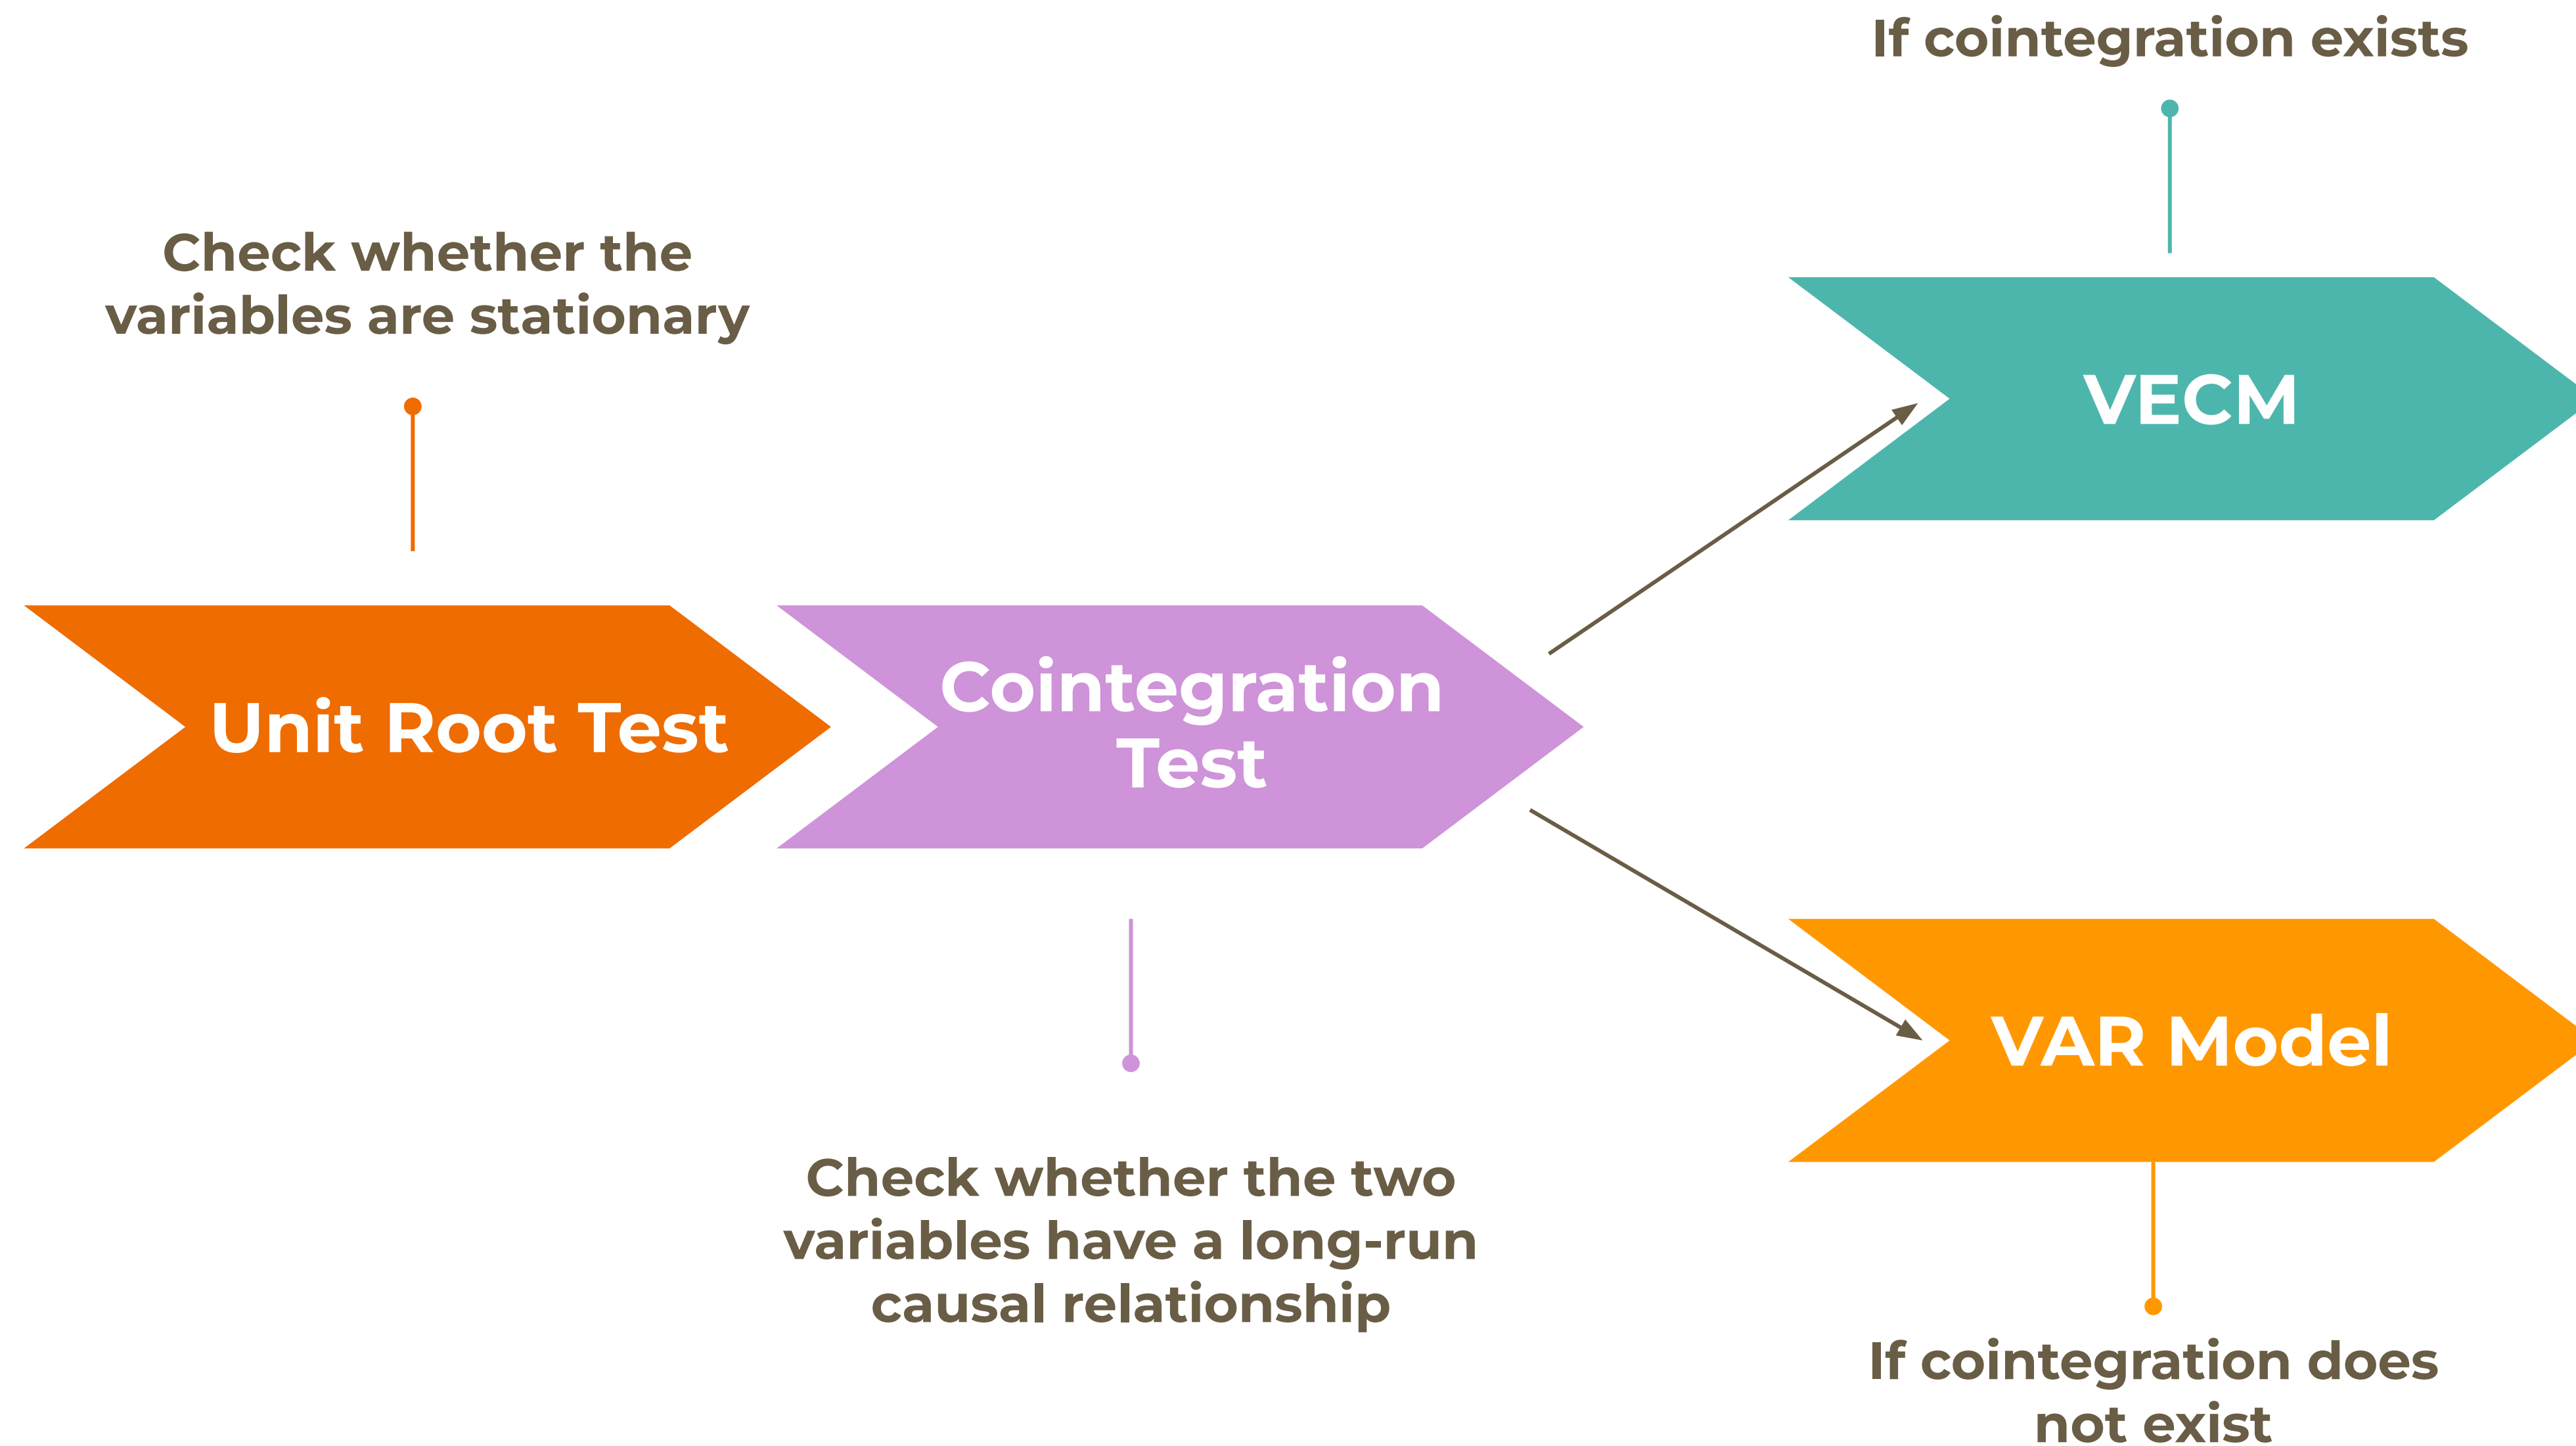 If cointegration exists
Check whether the
variables are stationary
VECM
Unit Root Test
Cointegration
Test
VAR Model
Check whether the two
variables have a long-run
causal relationship
If cointegration does
not exist